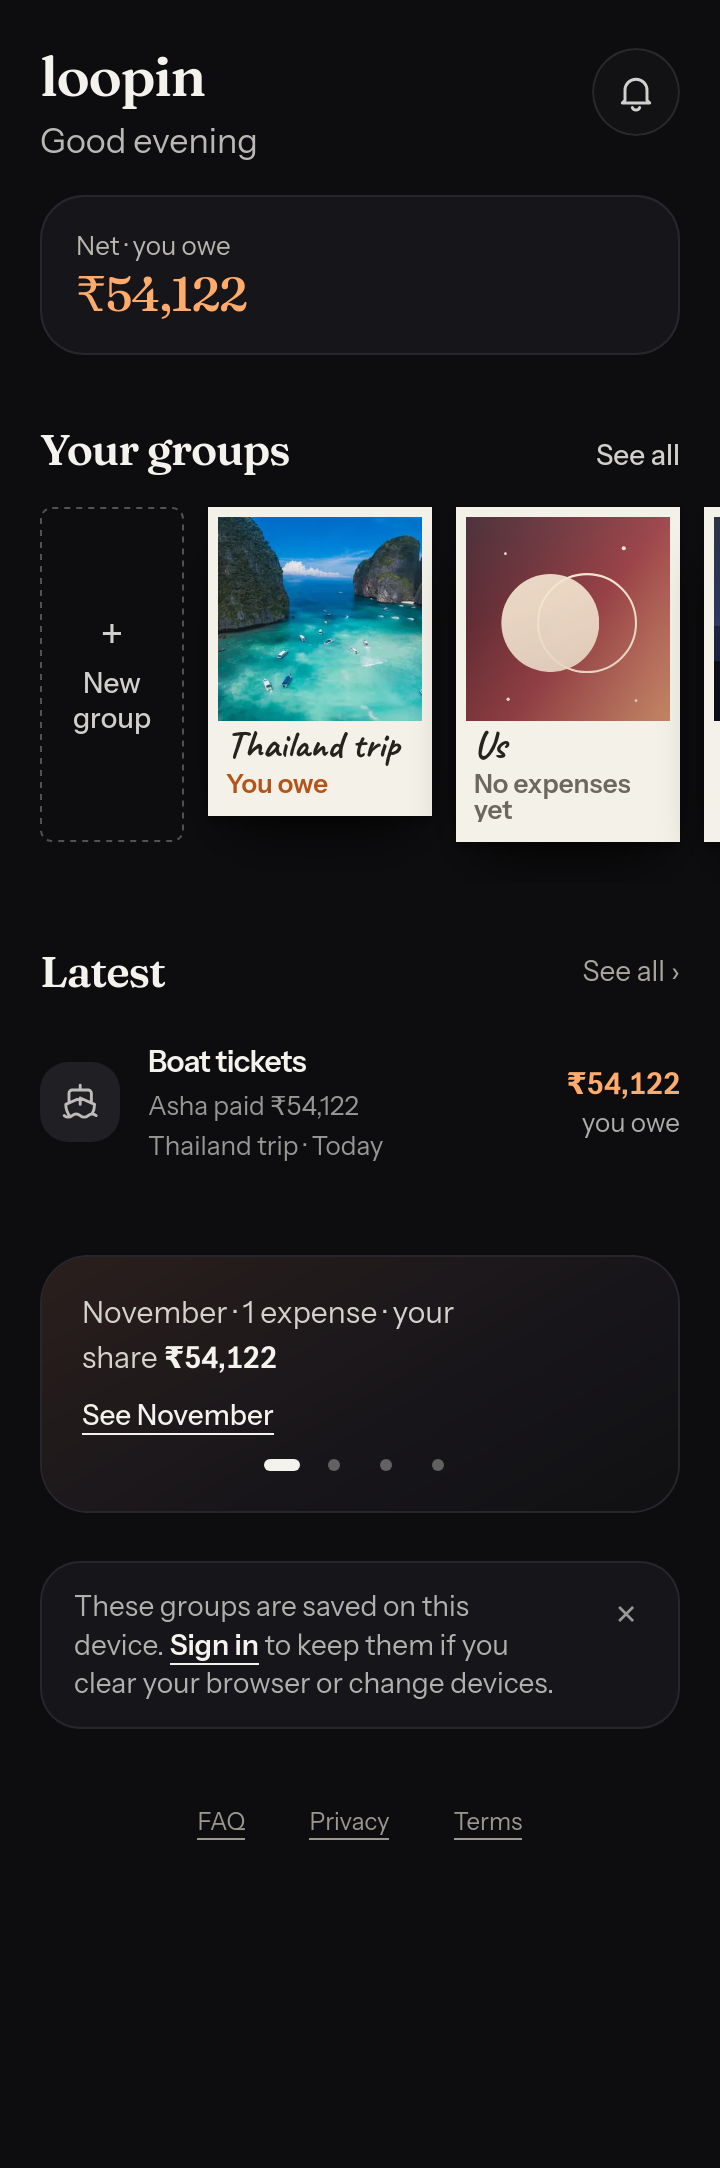 loopin
Good evening
Net · you owe
₹54,122
Your groups
See all
+
New
group
Thailand trip
You owe
Us
No expenses
yet
Latest
See all ›
Boat tickets
Asha paid ₹54,122
Thailand trip · Today
₹54,122
you owe
November · 1 expense · your
share ₹54,122
See November
These groups are saved on this
device. Sign in to keep them if you
clear your browser or change devices.
×
FAQ
Privacy
Terms